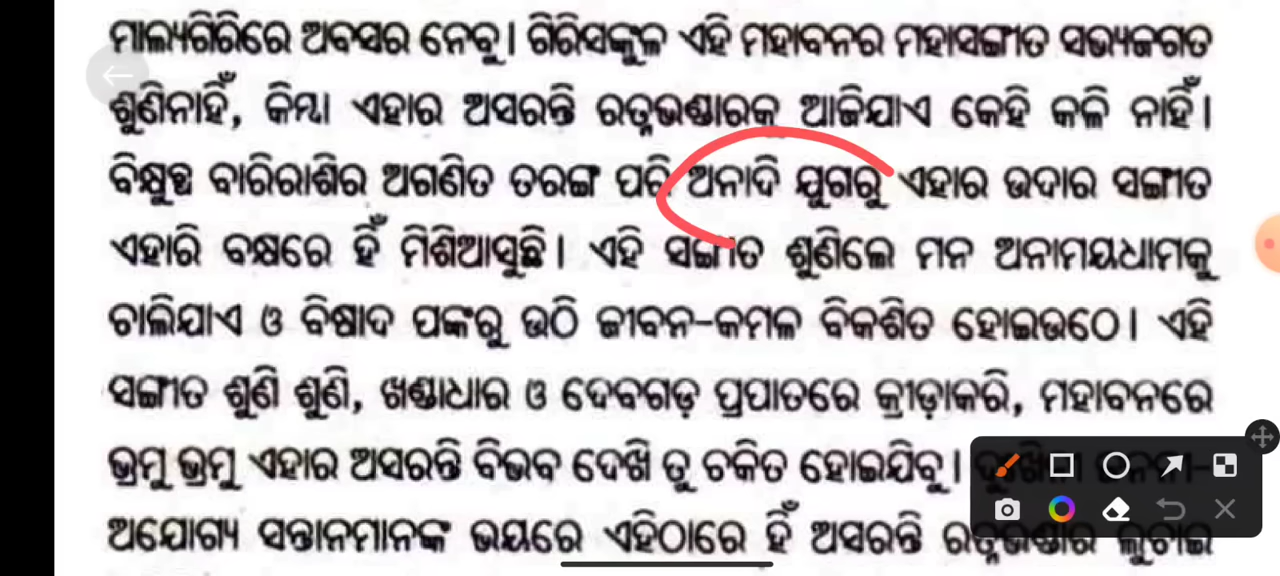 ମାଲ୍ୟଗିରିରେ ଅବସର ନେବୁ। ଗିରିସଙ୍କୁଳ ଏହି ମହାବନର ମହାସଙ୍ଗୀତ ସଭ୍ୟଜଗତ
ଶୁଣିନାହିଁ, କିମ୍ବା ଏହାର ଅସରନ୍ତି ରତ୍ନଭଣ୍ଡାରକୁ ଆଜିଯାଏ କେହି କଳି ନାହିଁ।
ବିକ୍ଷୁବ୍ଧ ବାରିରାଶିର ଅଗଣିତ ତରଙ୍ଗ ପରି ଅନାଦି ଯୁଗରୁ ଏହାର ଉଦାର ସଙ୍ଗୀତ
ଏହାରି ବକ୍ଷରେ ହିଁ ମିଶିଆସୁଛି। ଏହି ସଙ୍ଗୀତ ଶୁଣିଲେ ମନ ଅନାମୟଧାମକୁ
ଚାଲିଯାଏ ଓ ବିଷାଦ ପଙ୍କରୁ ଉଠି ଜୀବନ-କମଳ ବିକଶିତ ହୋଇଉଠେ। ଏହି
ସଙ୍ଗୀତ ଶୁଣି ଶୁଣି, ଖଣ୍ଡାଧାର ଓ ଦେବଗଡ଼ ପ୍ରପାତରେ କ୍ରୀଡ଼ାକରି, ମହାବନରେ
ଭ୍ରମୁ ଭ୍ରମୁ ଏହାର ଅସରନ୍ତି ବିଭବ ଦେଖି ତୁ ଚକିତ ହୋଇଯିବୁ।
ଅଯୋଗ୍ୟ ସନ୍ତାନମାନଙ୍କ ଭୟରେ ଏହିଠାରେ ହିଁ ଅସରନ୍ତି ରତ୍ନଭଣ୍ଡାର ଲୁଚାଇ